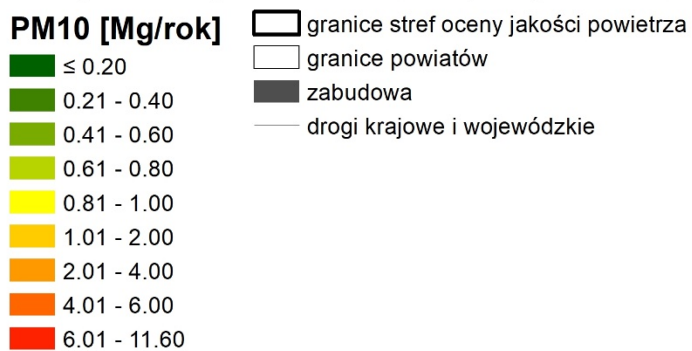 PM10 [Mg/rok]
≤ 0.20
0.21 - 0.40
0.41 - 0.60
0.61 - 0.80
0.81 - 1.00
1.01 - 2.00
2.01 - 4.00
4.01 - 6.00
6.01 - 11.60
granice stref oceny jakości powietrza
granice powiatów
zabudowa
drogi krajowe i wojewódzkie